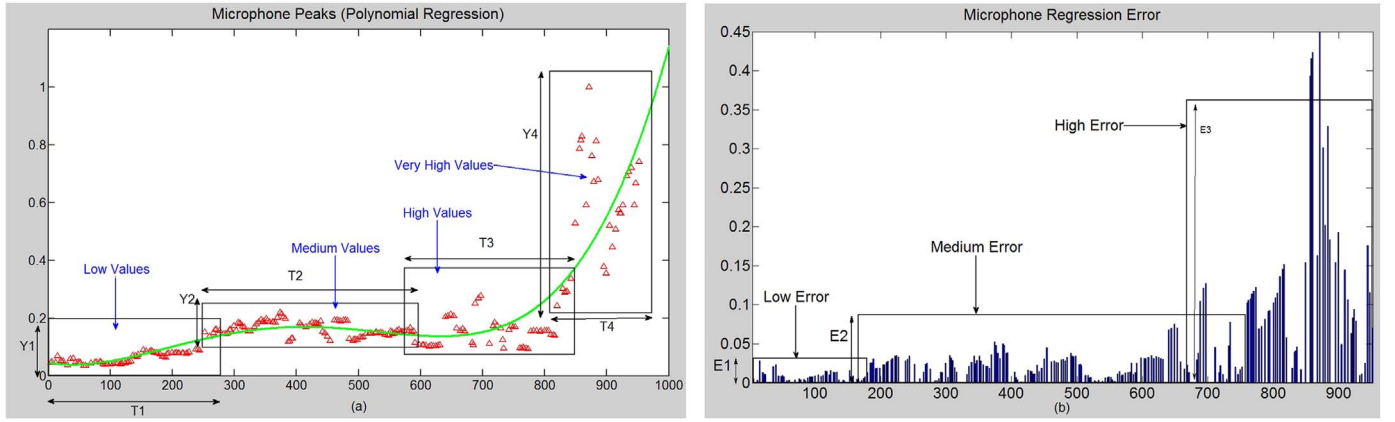 Microphone Peaks (Polynomial Regression)
1
0.8
0.6
0.4
0.2
0
Y4
Very High Values
High Values
T3
Medium Values
Low Values
T2
Y2
Y1
T4
0 100 200 300 400 500 600 700 800 900 1000
T1
(a)
Microphone Regression Error
0.45
0.4
0.35
0.3
0.25
0.2
0.15
0.1
0.05
0
High Error
E3
Medium Error
Low Error
E2
E1
100 200 300 400 500 600 700 800 900
(b)